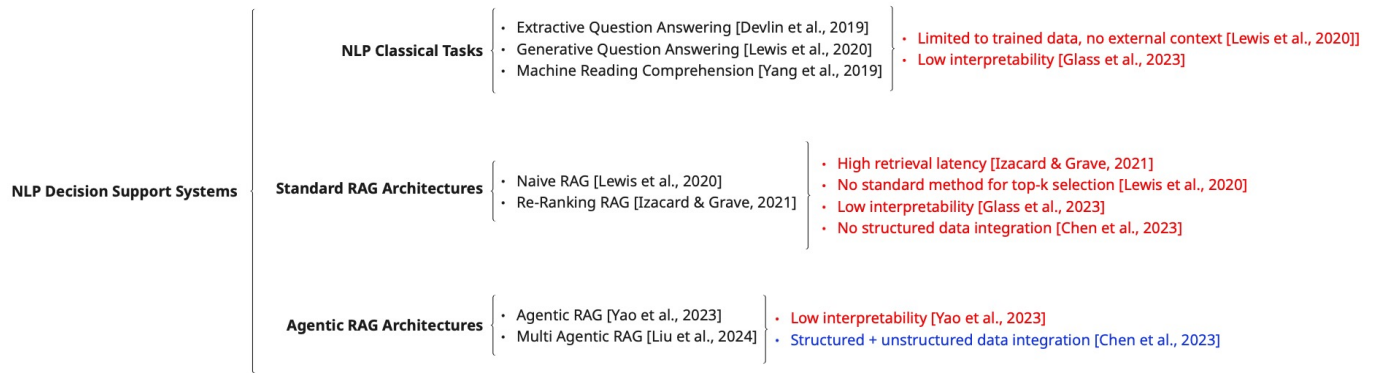 NLP Decision Support Systems
NLP Classical Tasks
• Extractive Question Answering [Devlin et al., 2019]
• Generative Question Answering [Lewis et al., 2020]
• Machine Reading Comprehension [Yang et al., 2019]
• Limited to trained data, no external context [Lewis et al., 2020]]
• Low interpretability [Glass et al., 2023]
Standard RAG Architectures
• Naive RAG [Lewis et al., 2020]
• Re-Ranking RAG [Izacard & Grave, 2021]
• High retrieval latency [Izacard & Grave, 2021]
• No standard method for top-k selection [Lewis et al., 2020]
• Low interpretability [Glass et al., 2023]
• No structured data integration [Chen et al., 2023]
Agentic RAG Architectures
• Agentic RAG [Yao et al., 2023]
• Multi Agentic RAG [Liu et al., 2024]
• Low interpretability [Yao et al., 2023]
• Structured + unstructured data integration [Chen et al., 2023]